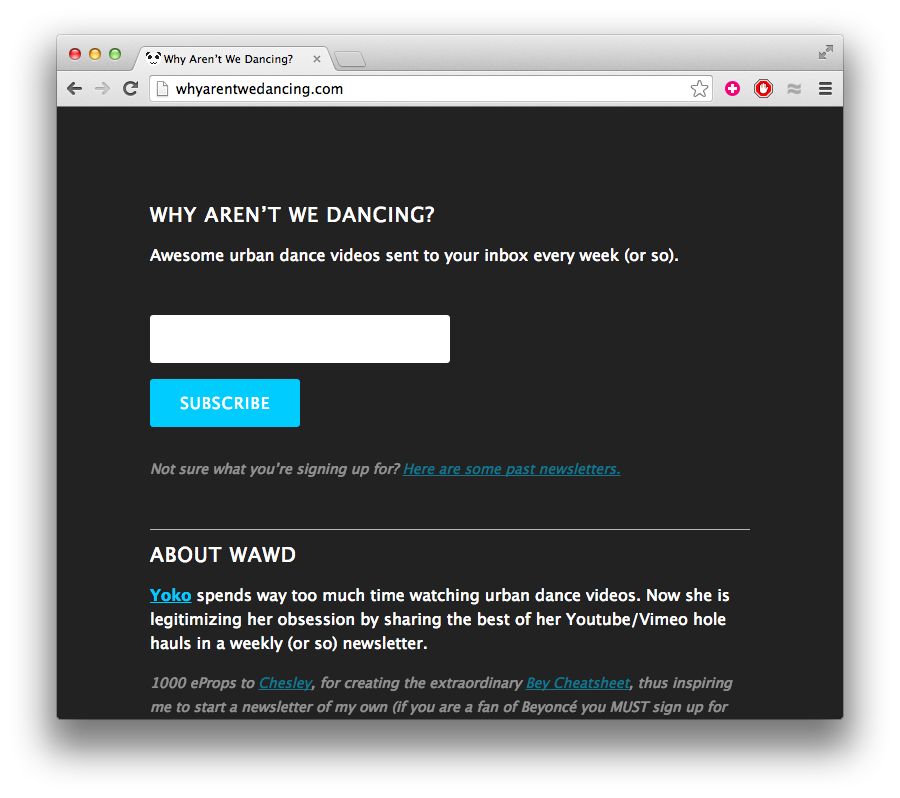 Why Aren't We Dancing?
whyarentwedancing.com
WHY AREN’T WE DANCING?
Awesome urban dance videos sent to your inbox every week (or so).
SUBSCRIBE
Not sure what you’re signing up for? Here are some past newsletters.
ABOUT WAWD
Yoko spends way too much time watching urban dance videos. Now she is
legitimizing her obsession by sharing the best of her Youtube/Vimeo hole
hauls in a weekly (or so) newsletter.
1000 eProps to Chesley, for creating the extraordinary Bey Cheatsheet, thus inspiring
me to start a newsletter of my own (if you are a fan of Beyoncé you MUST sign up for